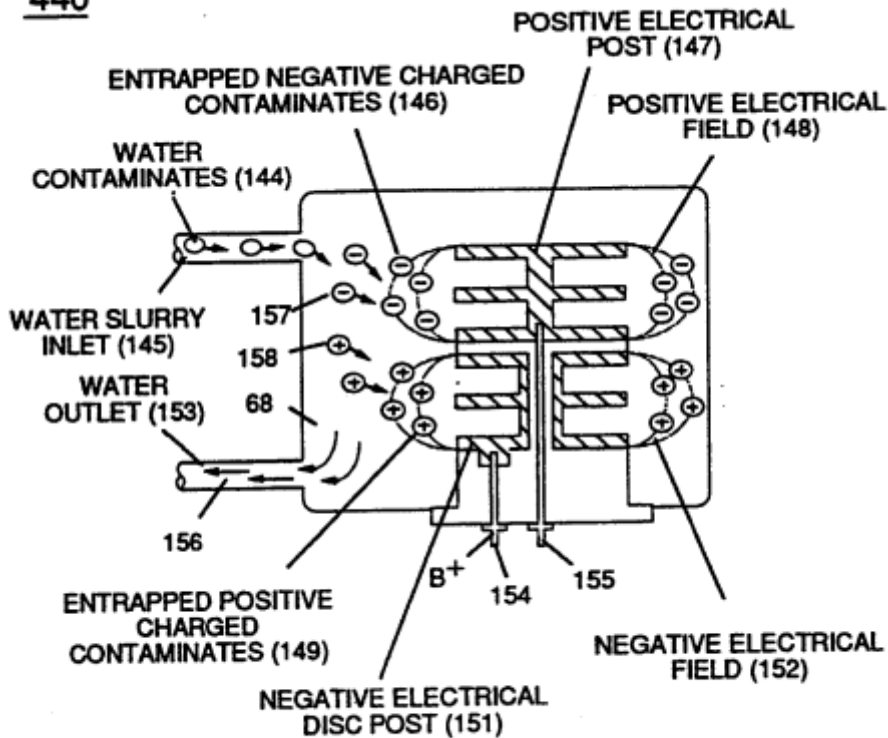 POSITIVE ELECTRICAL
POST (147)
ENTRAPPED NEGATIVE CHARGED
CONTAMINATES (146)
POSITIVE ELECTRICAL
FIELD (148)
WATER
CONTAMINATES (144)
WATER SLURRY
INLET (145)
157
158
WATER
OUTLET (153)
68
156
B+
154
155
ENTRAPPED POSITIVE
CHARGED
CONTAMINATES (149)
NEGATIVE ELECTRICAL
FIELD (152)
NEGATIVE ELECTRICAL
DISC POST (151)